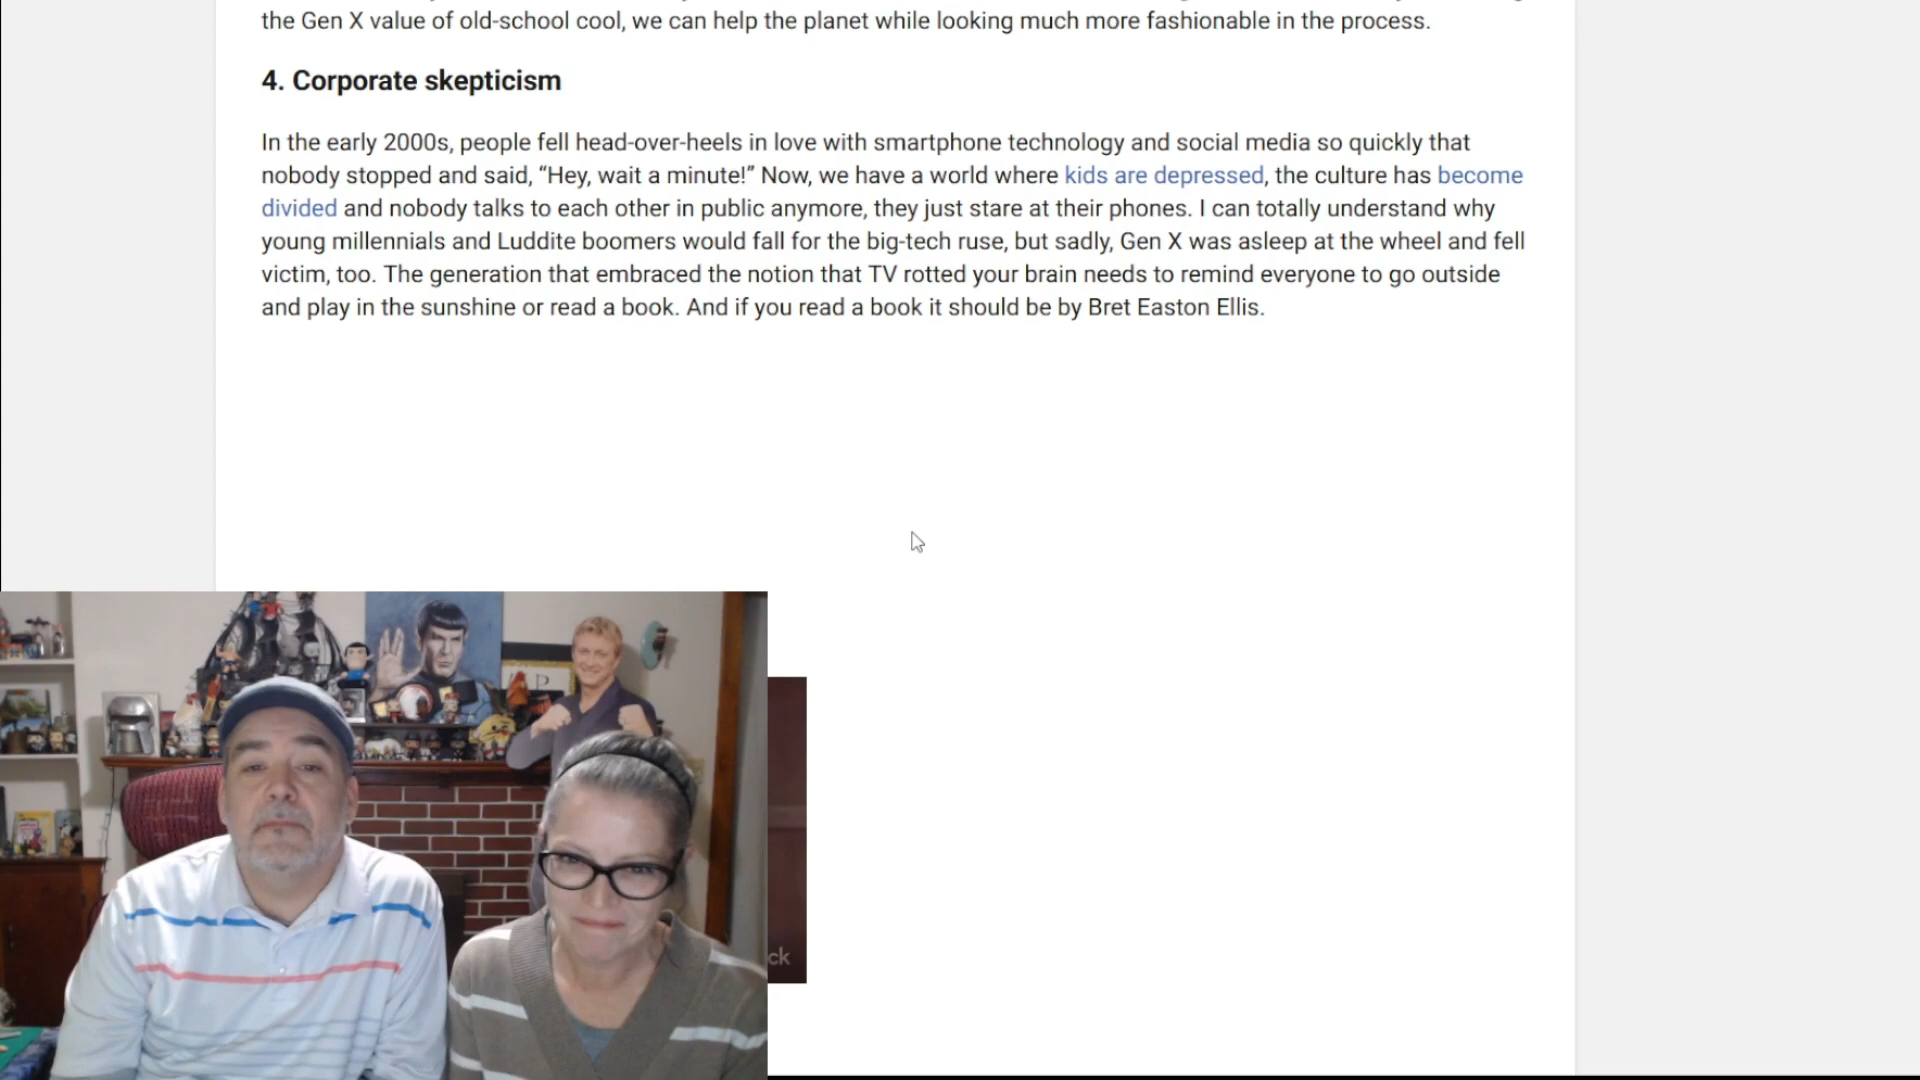 the Gen X value of old-school cool, we can help the planet while looking much more fashionable in the process.
4. Corporate skepticism
In the early 2000s, people fell head-over-heels in love with smartphone technology and social media so quickly that
nobody stopped and said, “Hey, wait a minute!” Now, we have a world where kids are depressed, the culture has become
divided and nobody talks to each other in public anymore, they just stare at their phones. I can totally understand why
young millennials and Luddite boomers would fall for the big-tech ruse, but sadly, Gen X was asleep at the wheel and fell
victim, too. The generation that embraced the notion that TV rotted your brain needs to remind everyone to go outside
and play in the sunshine or read a book. And if you read a book it should be by Bret Easton Ellis.
ck